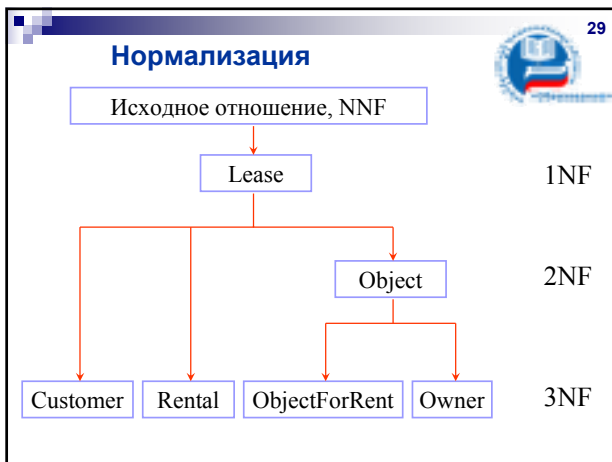 29
Нормализация
Исходное отношение, NNF
Lease
1NF
Object
2NF
Customer
Rental
ObjectForRent
Owner
3NF